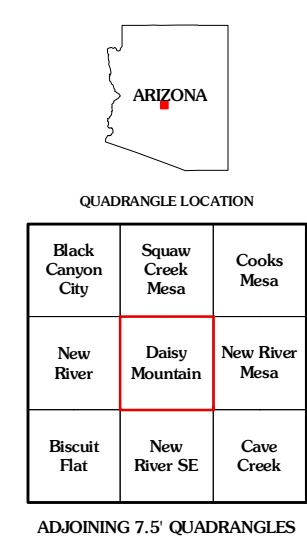 ARIZONA
QUADRANGLE LOCATION
Black
Canyon
City
Squaw
Creek
Mesa
Cooks
Mesa
New
River
Daisy
Mountain
New River
Mesa
Biscuit
Flat
New
River SE
Cave
Creek
ADJOINING 7.5' QUADRANGLES